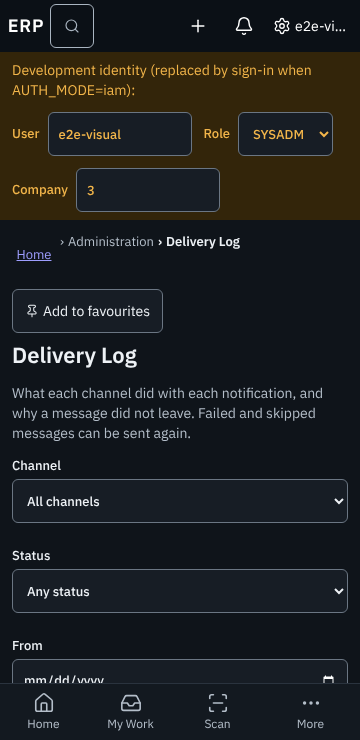 ERP
e2e-vi...
Development identity (replaced by sign-in when
AUTH_MODE=iam):
User e2e-visual Role SYSADM
Company 3
Home › Administration › Delivery Log
Add to favourites
Delivery Log
What each channel did with each notification, and
why a message did not leave. Failed and skipped
messages can be sent again.
Channel
All channels
Status
Any status
From
mm/dd/yyyy
Home My Work Scan More